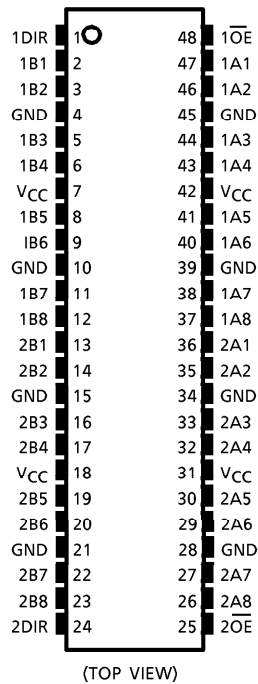 1DIR 1 48 1O̅E̅
1B1 2 47 1A1
1B2 3 46 1A2
GND 4 45 GND
1B3 5 44 1A3
1B4 6 43 1A4
VCC 7 42 VCC
1B5 8 41 1A5
IB6 9 40 1A6
GND 10 39 GND
1B7 11 38 1A7
1B8 12 37 1A8
2B1 13 36 2A1
2B2 14 35 2A2
GND 15 34 GND
2B3 16 33 2A3
2B4 17 32 2A4
VCC 18 31 VCC
2B5 19 30 2A5
2B6 20 29 2A6
GND 21 28 GND
2B7 22 27 2A7
2B8 23 26 2A8
2DIR 24 25 2O̅E̅
(TOP VIEW)